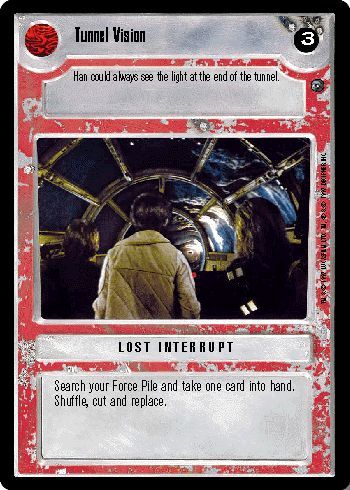 Tunnel Vision
3
Han could always see the light at the end of the tunnel.
LOST INTERRUPT
Search your Force Pile and take one card into hand.
Shuffle, cut and replace.